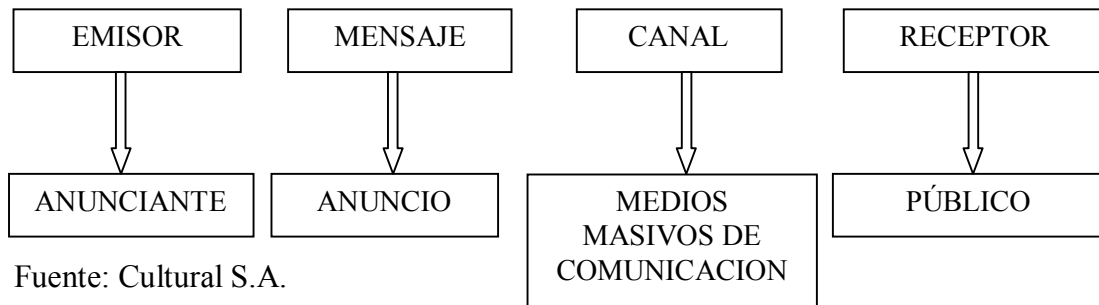 EMISOR
MENSAJE
CANAL
RECEPTOR
ANUNCIANTE
ANUNCIO
MEDIOS
MASIVOS DE
COMUNICACION
PÚBLICO
Fuente: Cultural S.A.